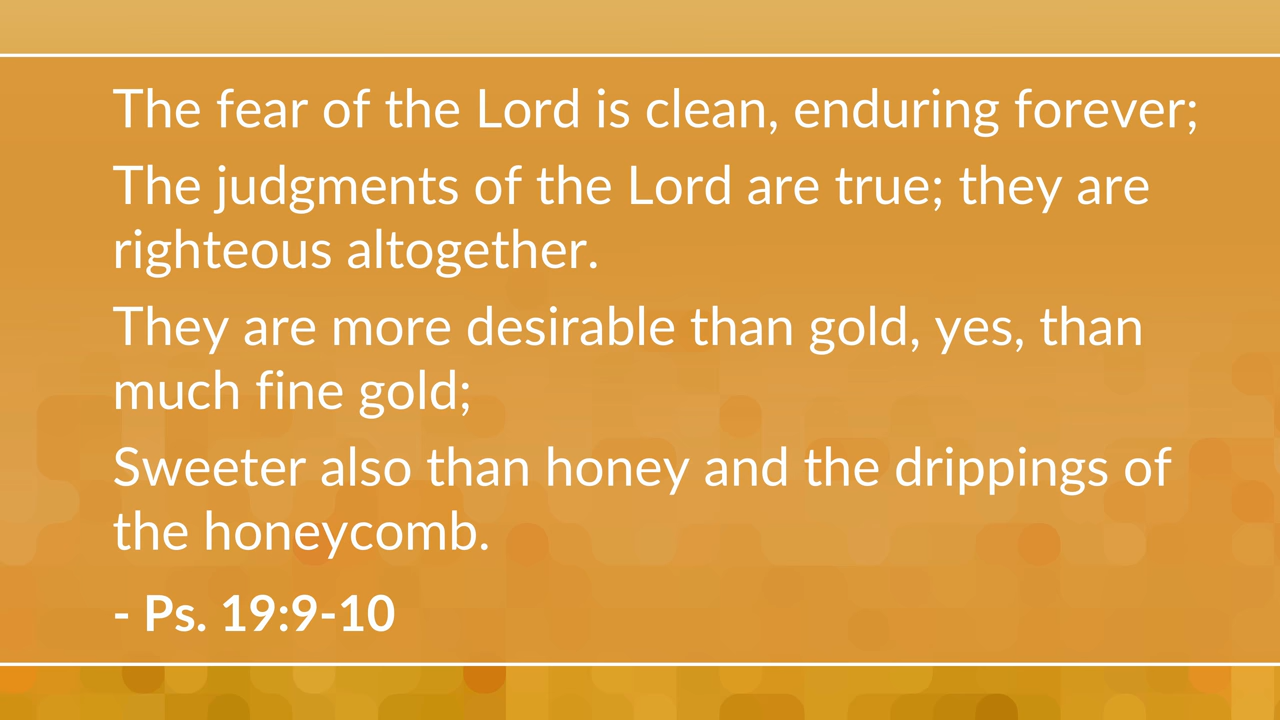 The fear of the Lord is clean, enduring forever;
The judgments of the Lord are true; they are
righteous altogether.
They are more desirable than gold, yes, than
much fine gold;
Sweeter also than honey and the drippings of
the honeycomb.
- Ps. 19:9-10